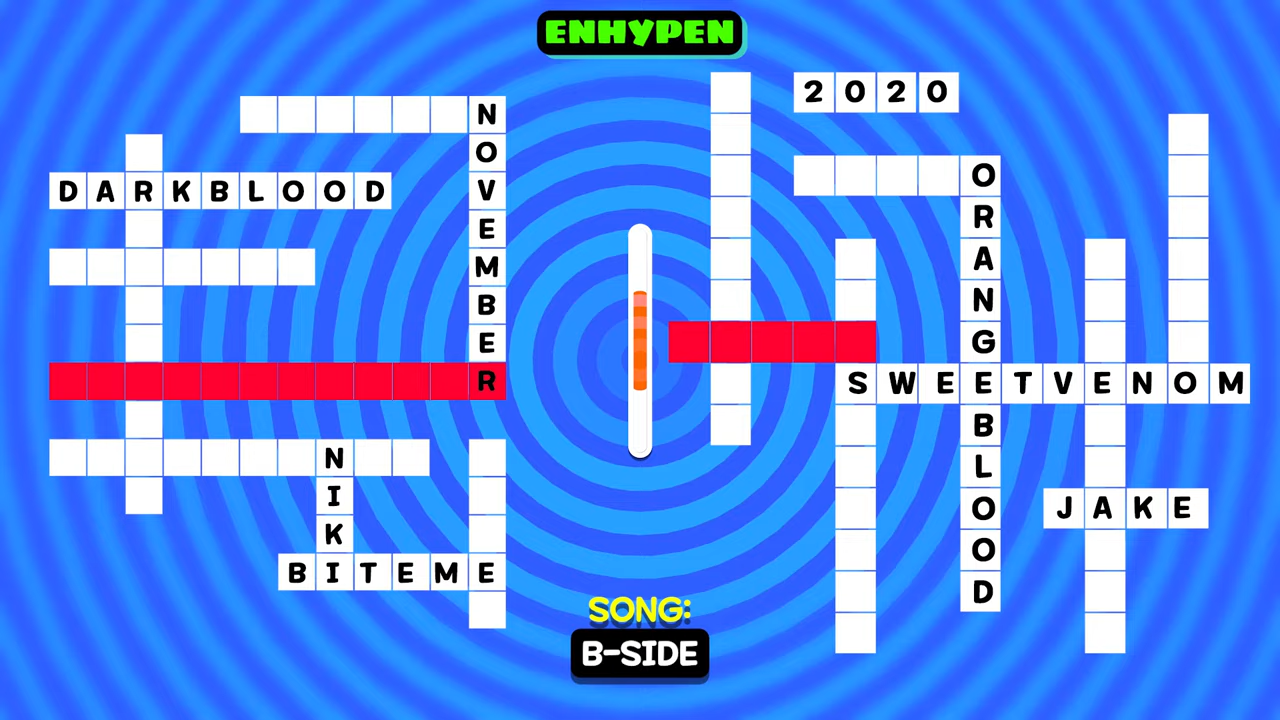 ENHYPEN
2020
NOVEMBER
DARKBLOOD
ORANGEBLOOD
SWEETVENOM
NIKI
JAKE
BITEME
SONG:
B-SIDE